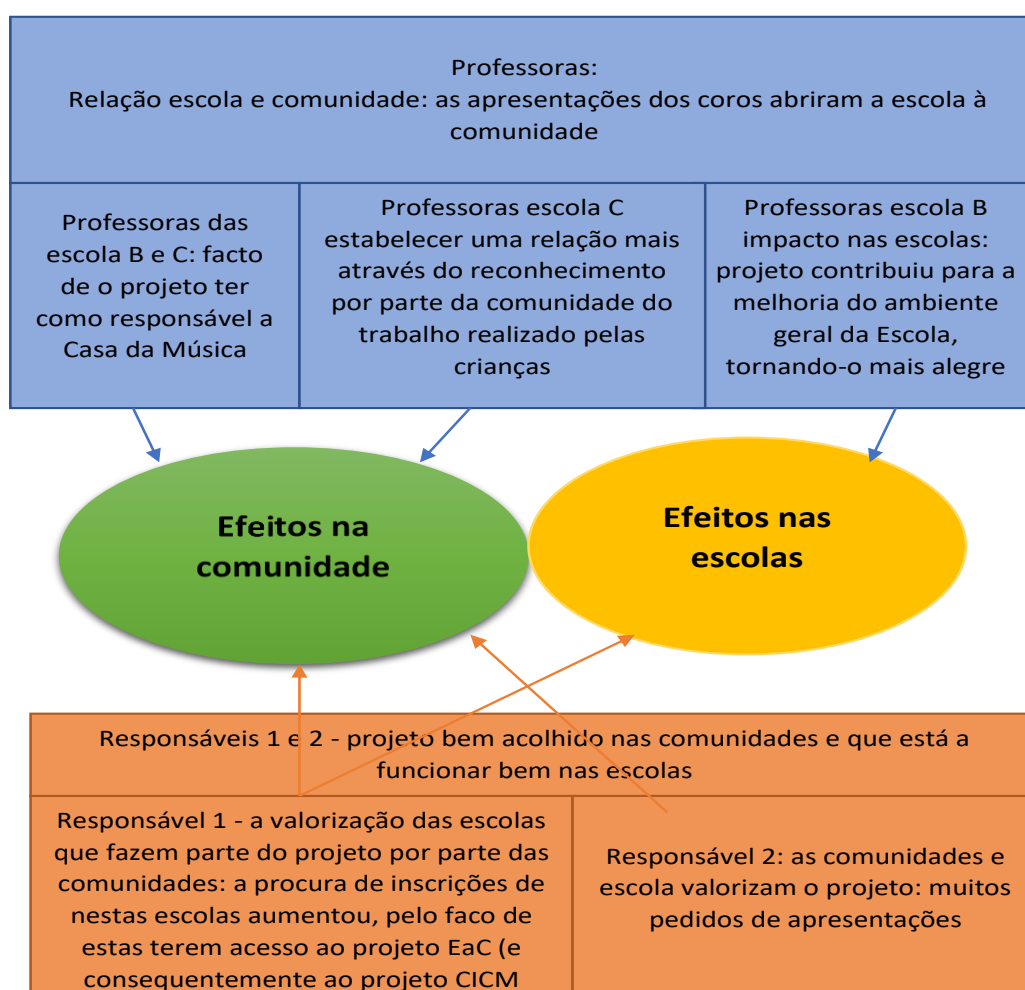 Professoras:
Relação escola e comunidade: as apresentações dos coros abriram a escola à
comunidade
Professoras das
escola B e C: facto
de o projeto ter
como responsável a
Casa da Música
Professoras escola C
estabelecer uma relação mais
através do reconhecimento
por parte da comunidade do
trabalho realizado pelas
crianças
Professoras escola B
impacto nas escolas:
projeto contribuiu para a
melhoria do ambiente
geral da Escola,
tornando-o mais alegre
Efeitos na
comunidade
Efeitos nas
escolas
Responsáveis 1 e 2 - projeto bem acolhido nas comunidades e que está a
funcionar bem nas escolas
Responsável 1 - a valorização das escolas
que fazem parte do projeto por parte das
comunidades: a procura de inscrições de
nestas escolas aumentou, pelo faco de
estas terem acesso ao projeto EaC (e
consequentemente ao projeto CICM
Responsável 2: as comunidades e
escola valorizam o projeto: muitos
pedidos de apresentações